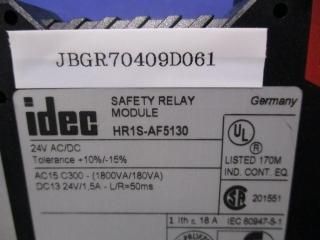 JBGR70409D061
idec
SAFETY RELAY
MODULE
Germany
HR1S-AF5130
24V AC/DC
Tolerance +10%/-15%
AC15 C300 - (1800VA/180VA)
DC13 24V/1,5A - L/R=50ms
UL
LISTED 170M
IND. CONT. EQ.
201551
Σ Ith ≤ 18 A
IEC 60947-5-1